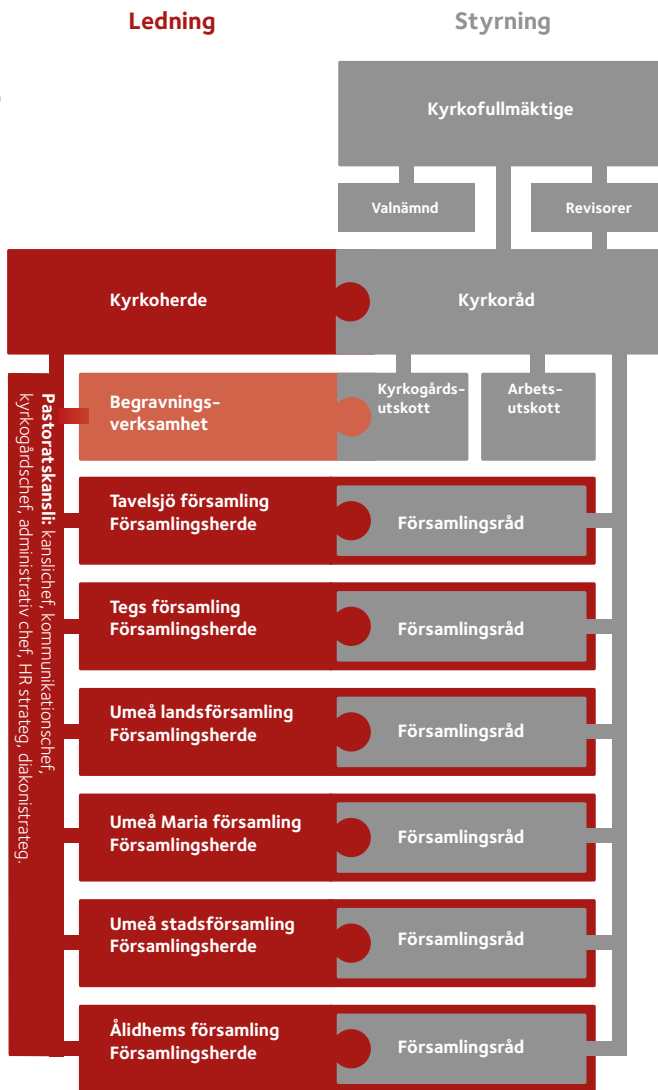 Ledning
Styrning
Kyrkofullmäktige
Valnämnd
Revisorer
Kyrkoherde
Kyrkoråd
Pastoratskansli: kanslichef, kommunikationschef,
kyrkogårdschef, administrativ chef, HR strateg, diakonistrateg.
Begravnings-
verksamhet
Kyrkogårds-
utskott
Arbets-
utskott
Tavelsjö församling
Församlingsherde
Församlingsråd
Tegs församling
Församlingsherde
Församlingsråd
Umeå landsförsamling
Församlingsherde
Församlingsråd
Umeå Maria församling
Församlingsherde
Församlingsråd
Umeå stadsförsamling
Församlingsherde
Församlingsråd
Ålidhems församling
Församlingsherde
Församlingsråd